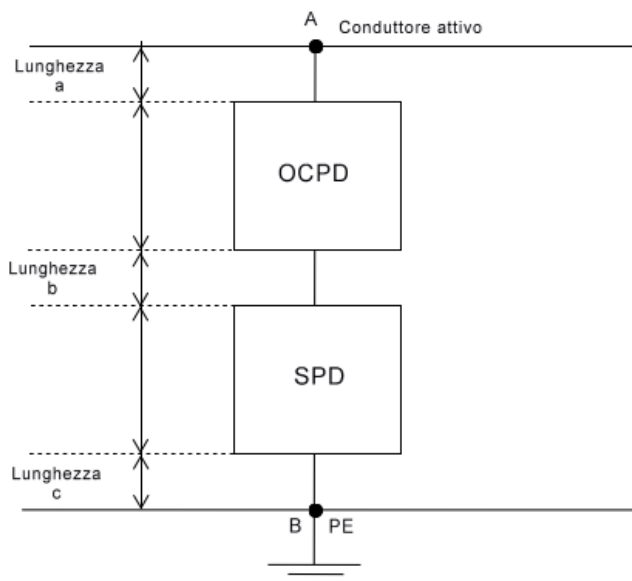 A
Conduttore attivo
Lunghezza
a
OCPD
Lunghezza
b
SPD
Lunghezza
c
B PE